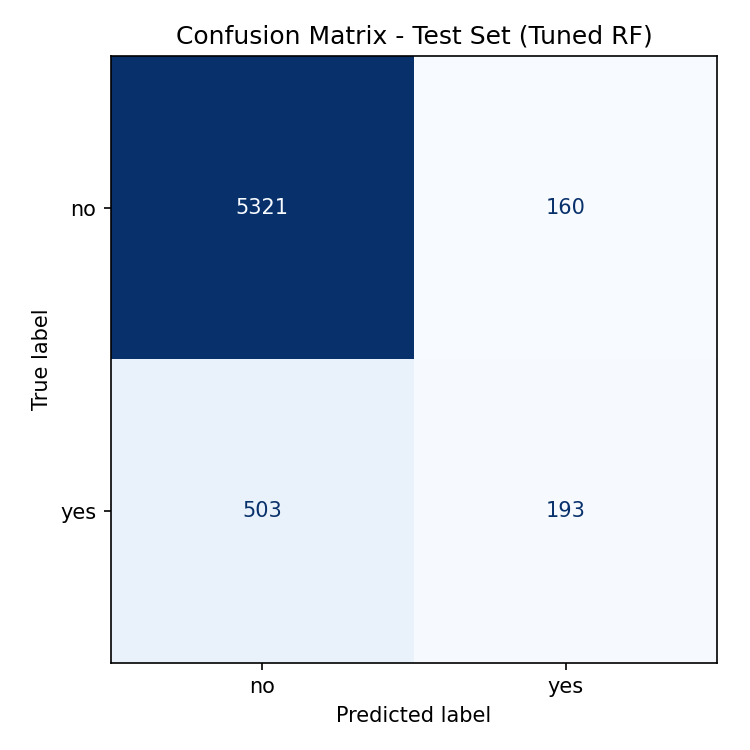 Confusion Matrix - Test Set (Tuned RF)
True label
no
5321
160
yes
503
193
no
yes
Predicted label